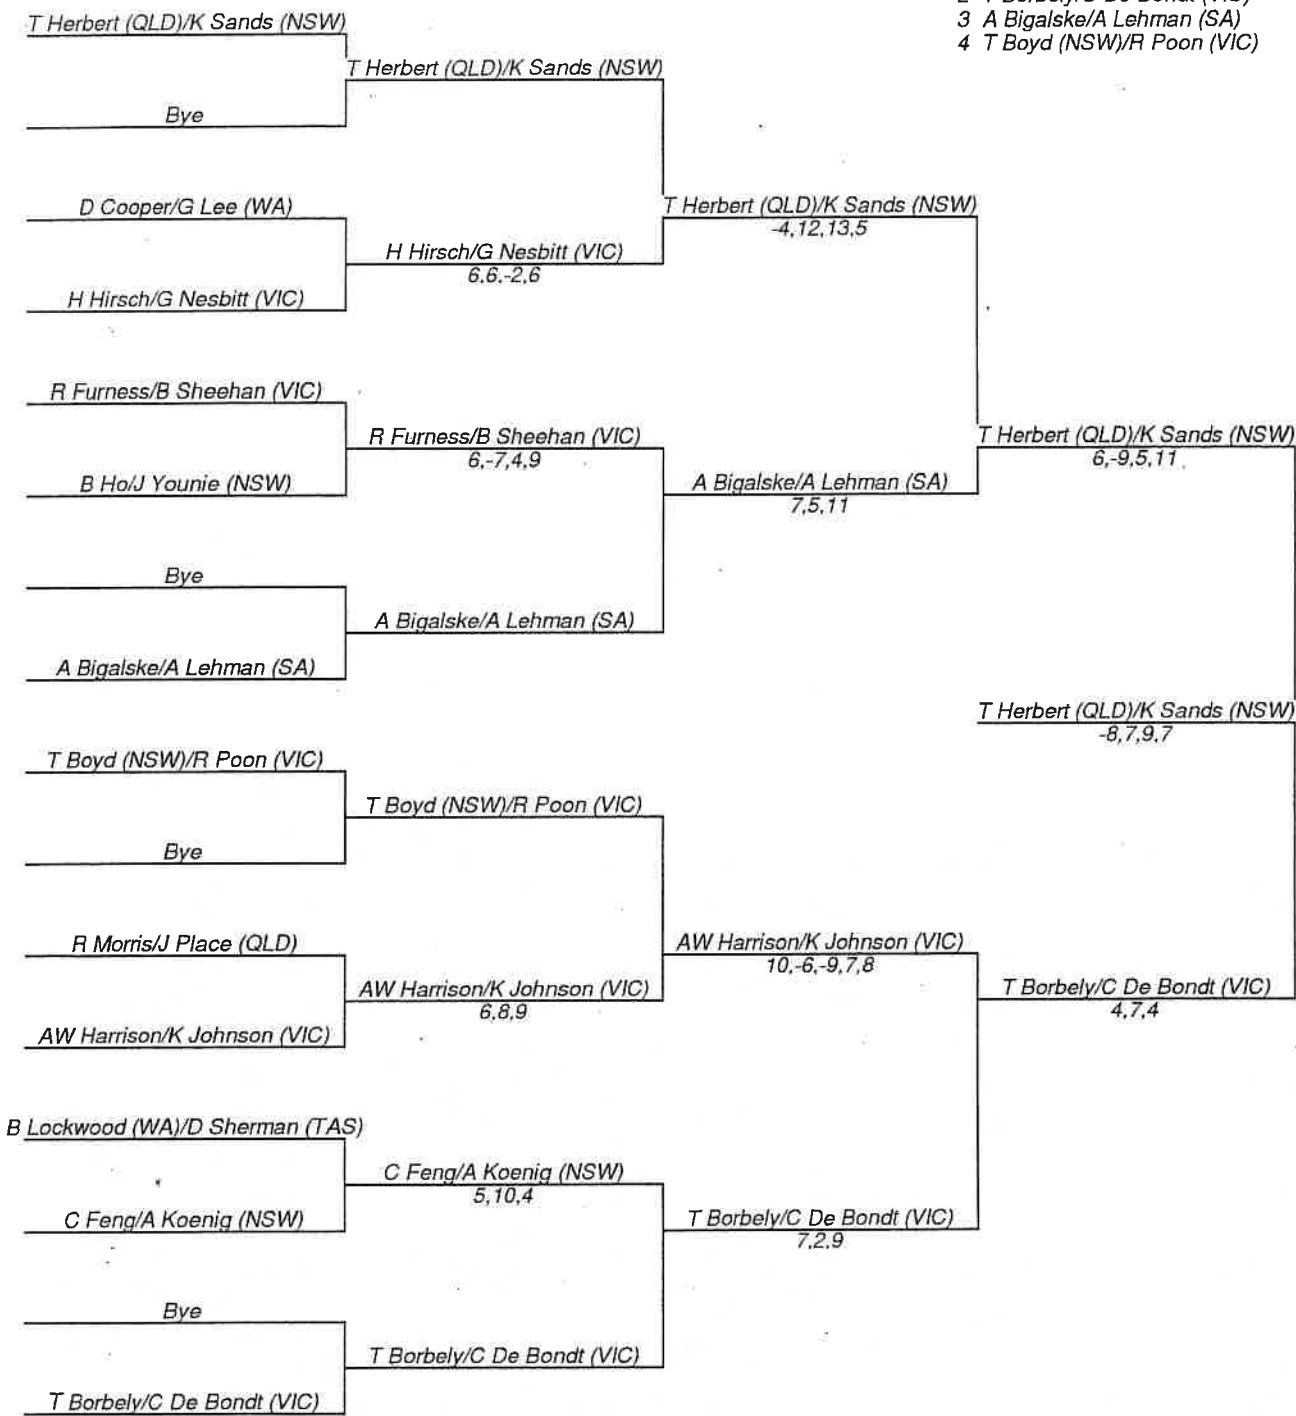 2 T Borbely/C De Bondt (VIC)
3 A Bigalske/A Lehman (SA)
4 T Boyd (NSW)/R Poon (VIC)
T Herbert (QLD)/K Sands (NSW)
T Herbert (QLD)/K Sands (NSW)
Bye
D Cooper/G Lee (WA)
T Herbert (QLD)/K Sands (NSW)
-4,12,13,5
H Hirsch/G Nesbitt (VIC)
6,6,-2,6
H Hirsch/G Nesbitt (VIC)
R Furness/B Sheehan (VIC)
R Furness/B Sheehan (VIC)
6,-7,4,9
T Herbert (QLD)/K Sands (NSW)
6,-9,5,11
B Ho/J Younie (NSW)
A Bigalske/A Lehman (SA)
7,5,11
Bye
A Bigalske/A Lehman (SA)
A Bigalske/A Lehman (SA)
T Herbert (QLD)/K Sands (NSW)
-8,7,9,7
T Boyd (NSW)/R Poon (VIC)
T Boyd (NSW)/R Poon (VIC)
Bye
R Morris/J Place (QLD)
AW Harrison/K Johnson (VIC)
10,-6,-9,7,8
AW Harrison/K Johnson (VIC)
6,8,9
T Borbely/C De Bondt (VIC)
4,7,4
AW Harrison/K Johnson (VIC)
B Lockwood (WA)/D Sherman (TAS)
C Feng/A Koenig (NSW)
5,10,4
C Feng/A Koenig (NSW)
T Borbely/C De Bondt (VIC)
7,2,9
Bye
T Borbely/C De Bondt (VIC)
T Borbely/C De Bondt (VIC)